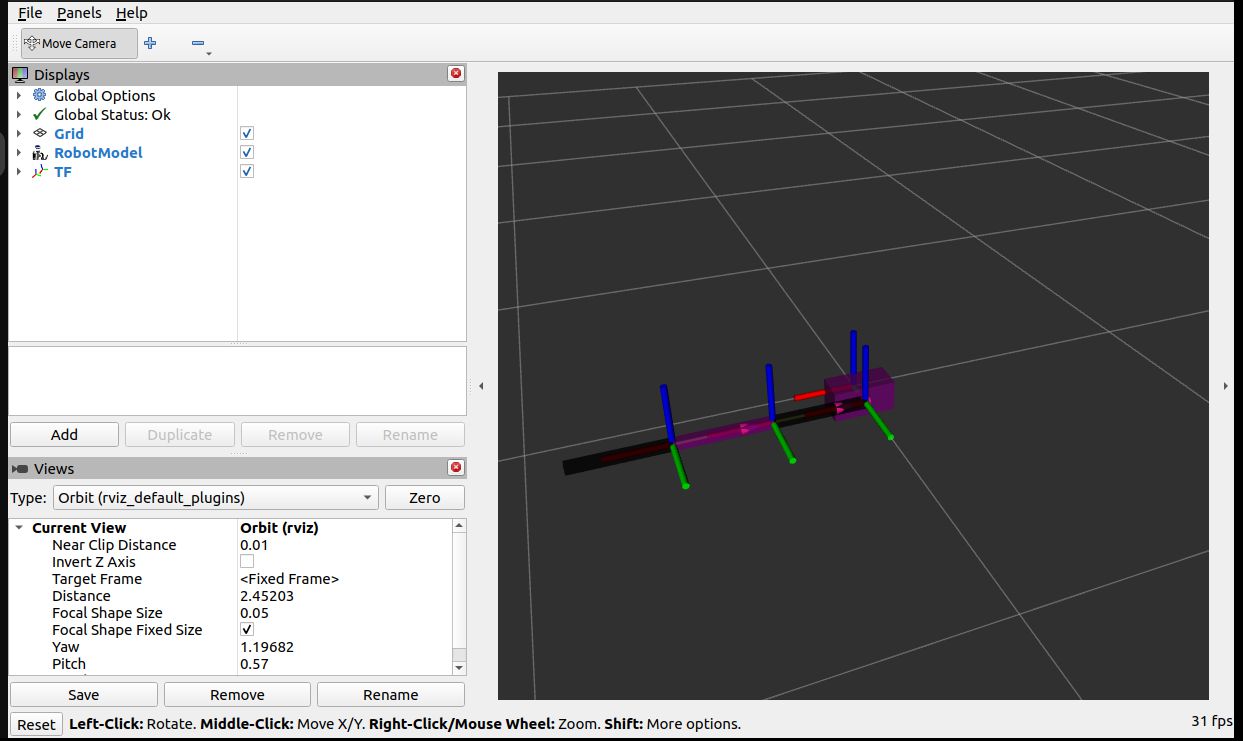 File Panels Help
Move Camera
Displays
Global Options
Global Status: Ok
Grid
RobotModel
TF
Add Duplicate Remove Rename
Views
Type: Orbit (rviz_default_plugins) Zero
Current View Orbit (rviz)
Near Clip Distance 0.01
Invert Z Axis
Target Frame <Fixed Frame>
Distance 2.45203
Focal Shape Size 0.05
Focal Shape Fixed Size
Yaw 1.19682
Pitch 0.57
Save Remove Rename
Reset Left-Click: Rotate. Middle-Click: Move X/Y. Right-Click/Mouse Wheel: Zoom. Shift: More options. 31 fps